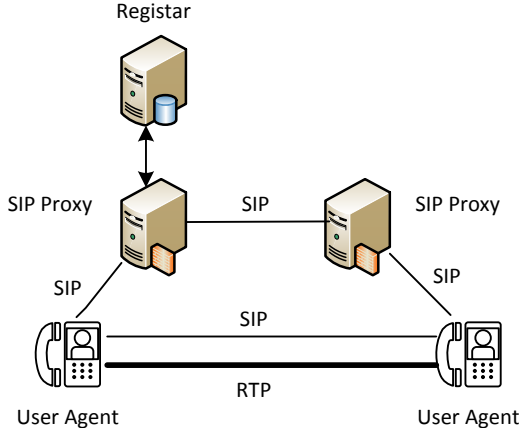 Registar
SIP Proxy
SIP
SIP Proxy
SIP
SIP
SIP
RTP
User Agent
User Agent